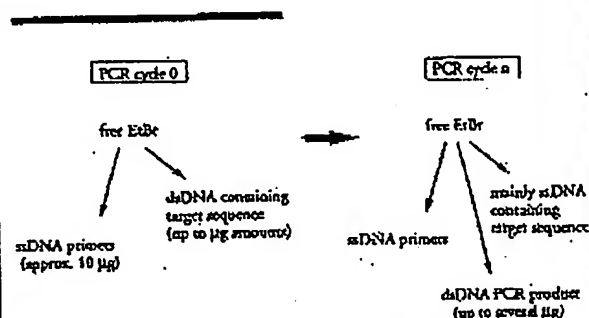 PCR cycle 0
free EtBr
ssDNA primers
(approx. 10 µg)
dsDNA containing
target sequence
(up to µg amounts)
PCR cycle n
free EtBr
ssDNA primers
mainly ssDNA
containing
target sequence
dsDNA PCR product
(up to several µg)